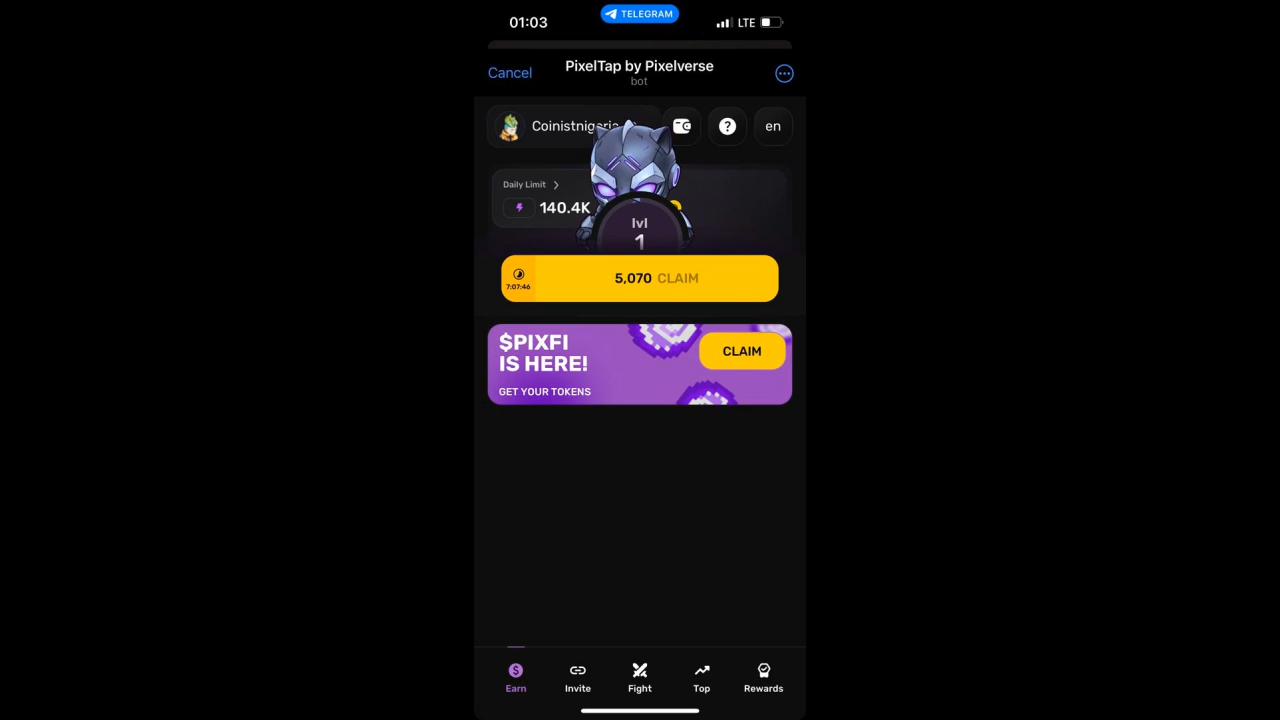 01:03
TELEGRAM
LTE
Cancel
PixelTap by Pixelverse
bot
?
en
Daily Limit
140.4K
lvl
1
7:07:46
5,070 CLAIM
$PIXFI
IS HERE!
GET YOUR TOKENS
CLAIM
Earn
Invite
Fight
Top
Rewards